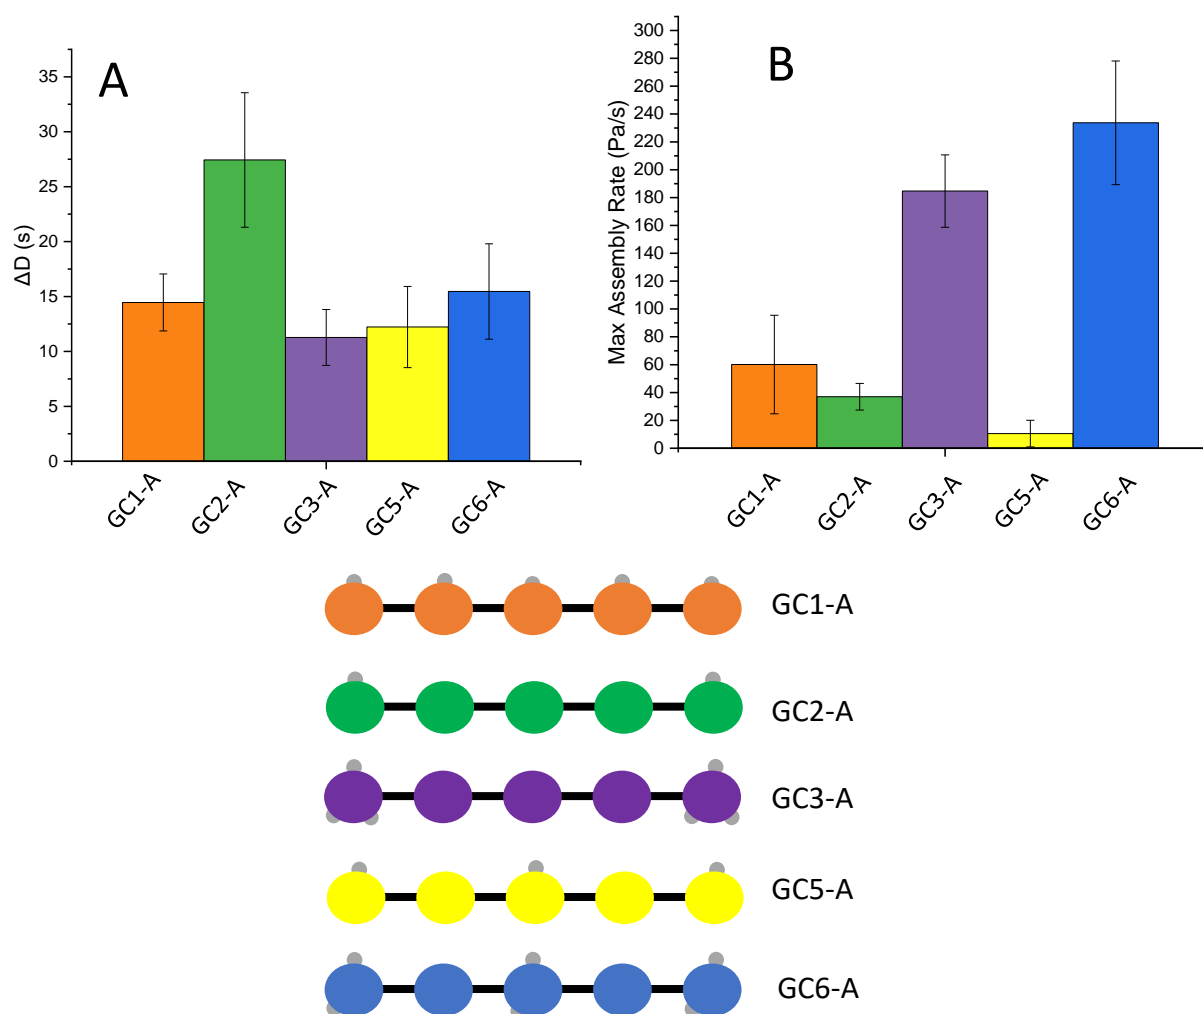 A
ΔD (s)
35
30
25
20
15
10
5
0
GC1-A
GC2-A
GC3-A
GC5-A
GC6-A
B
Max Assembly Rate (Pa/s)
300
280
260
240
220
200
180
160
140
120
100
80
60
40
20
0
GC1-A
GC2-A
GC3-A
GC5-A
GC6-A
GC1-A
GC2-A
GC3-A
GC5-A
GC6-A